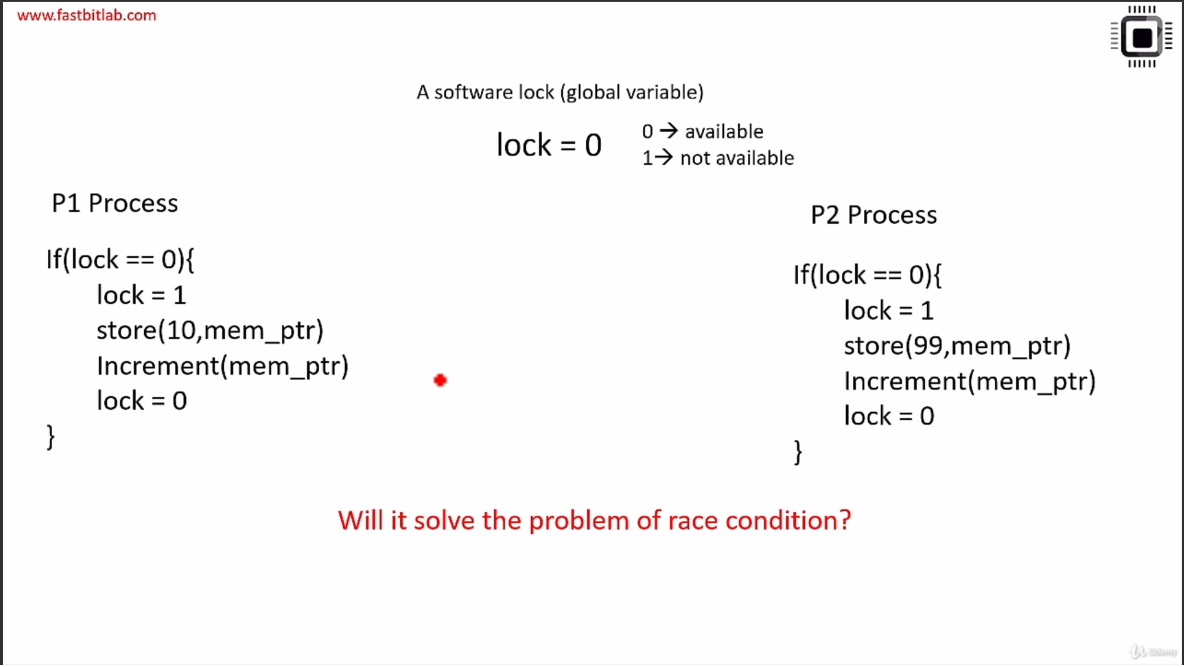 www.fastbitlab.com
A software lock (global variable)
lock = 0
0 → available
1→ not available
P1 Process
If(lock == 0){
lock = 1
store(10,mem_ptr)
Increment(mem_ptr)
lock = 0
}
P2 Process
If(lock == 0){
lock = 1
store(99,mem_ptr)
Increment(mem_ptr)
lock = 0
}
Will it solve the problem of race condition?
Udemy